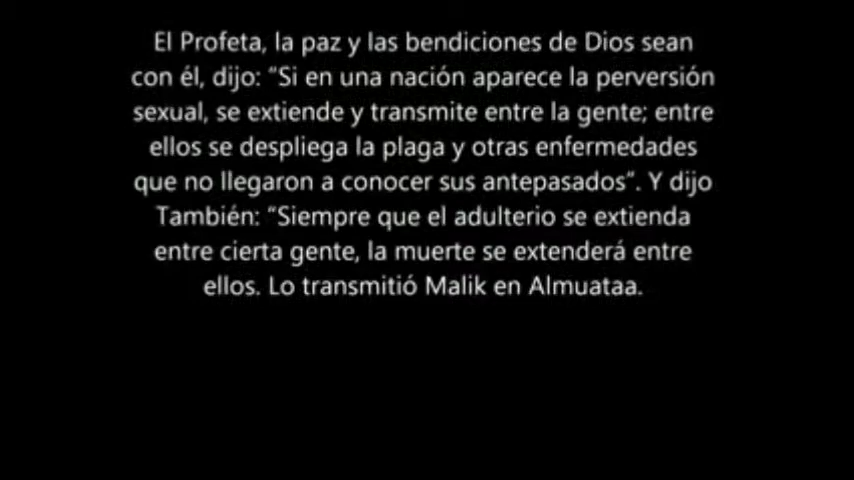 El Profeta, la paz y las bendiciones de Dios sean
con él, dijo: “Si en una nación aparece la perversión
sexual, se extiende y transmite entre la gente; entre
ellos se despliega la plaga y otras enfermedades
que no llegaron a conocer sus antepasados”. Y dijo
También: “Siempre que el adulterio se extienda
entre cierta gente, la muerte se extenderá entre
ellos. Lo transmitió Malik en Almuataa.